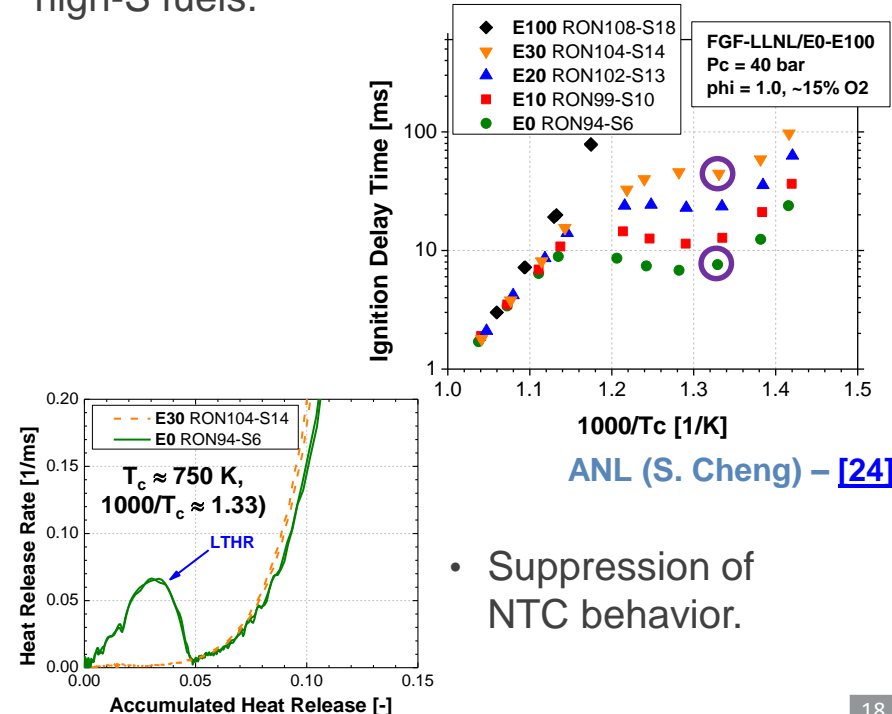 high-S fuels.
E100 RON108-S18
E30 RON104-S14
E20 RON102-S13
E10 RON99-S10
E0 RON94-S6
FGF-LLNL/E0-E100
Pc = 40 bar
phi = 1.0, ~15% O2
Ignition Delay Time [ms]
100
10
1
1.0 1.1 1.2 1.3 1.4 1.5
1000/Tc [1/K]
ANL (S. Cheng) – [24]
0.20
0.15
0.10
0.05
0.00
Heat Release Rate [1/ms]
E30 RON104-S14
E0 RON94-S6
Tc ≈ 750 K,
1000/Tc ≈ 1.33)
LTHR
0.00 0.05 0.10 0.15
Accumulated Heat Release [-]
• Suppression of
NTC behavior.
18